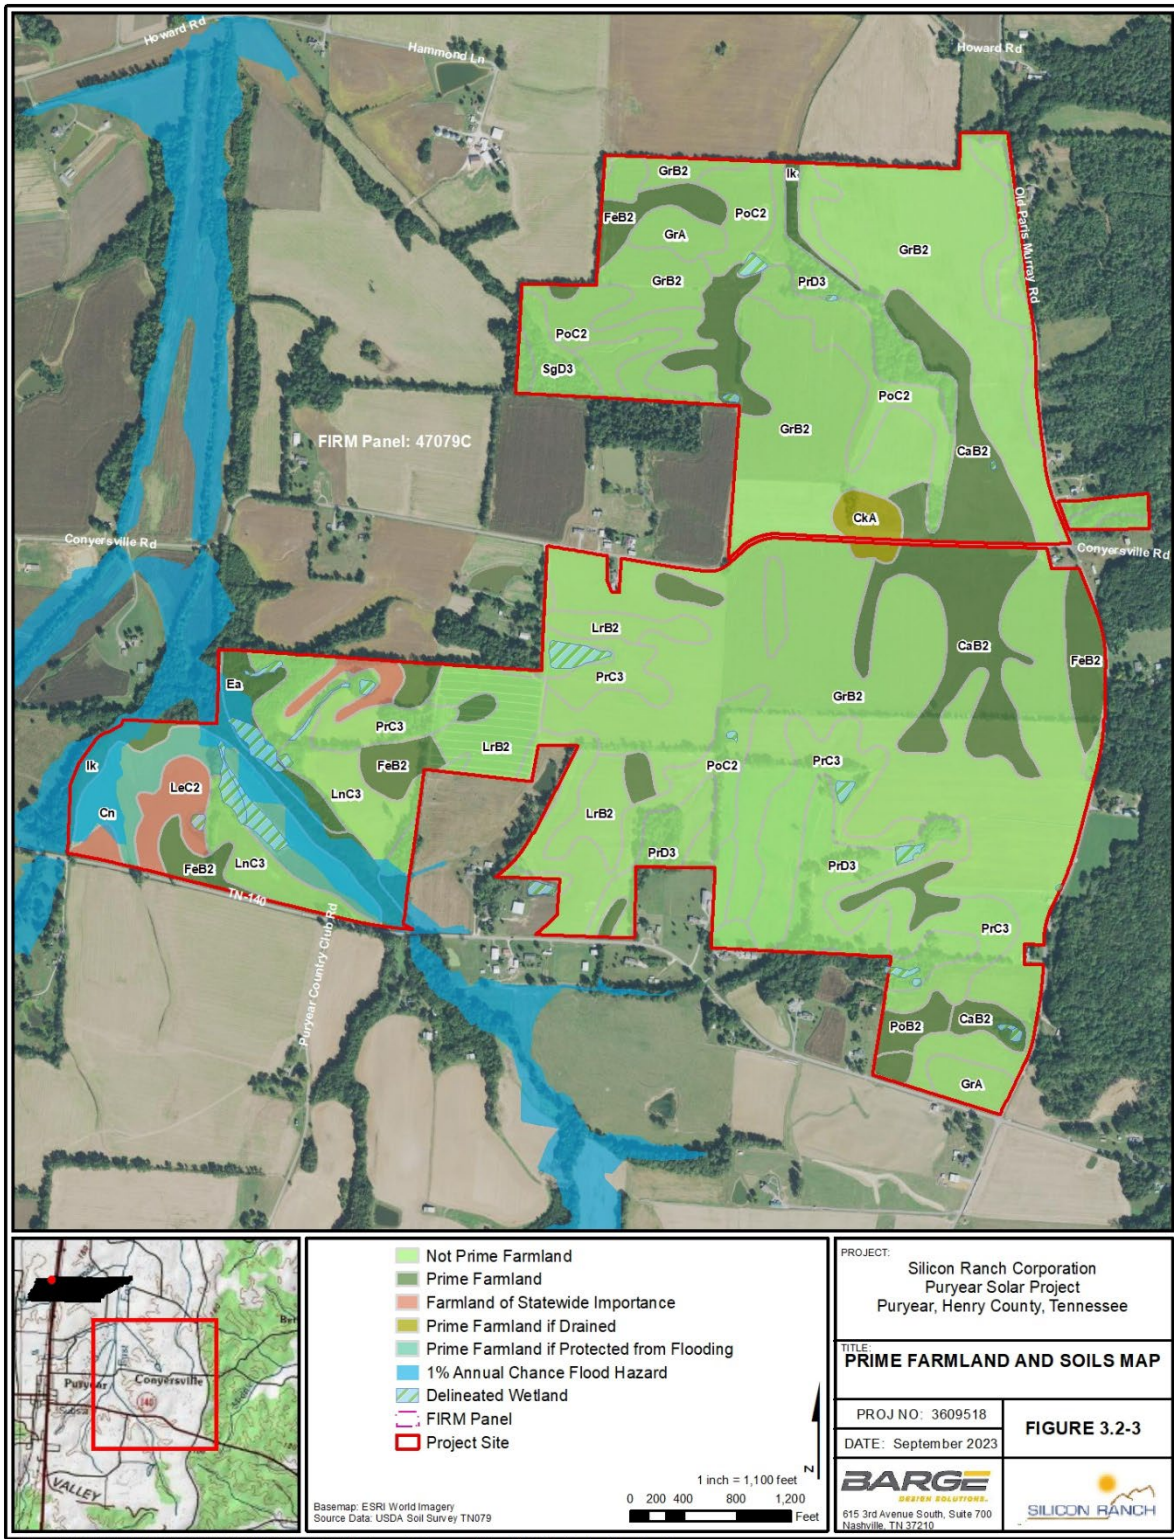 Howard Rd
Hammond Ln
Howard Rd
GrB2
Ik
FeB2
PoC2
GrA
GrB2
Old Paris Murray Rd
GrB2
PrD3
PoC2
SgD3
PoC2
FIRM Panel: 47079C
GrB2
CaB2
CkA
Conyersville Rd
Conyersville Rd
LrB2
PrC3
CaB2
FeB2
Ea
GrB2
PrC3
LrB2
Ik
FeB2
PoC2
PrC3
LeC2
LnC3
Cn
LrB2
FeB2
LnC3
PrD3
PrD3
TN-140
PrC3
Puryear Country Club Rd
PoB2
CaB2
GrA
Puryear
Conyersville
140
VALLEY
Not Prime Farmland
Prime Farmland
Farmland of Statewide Importance
Prime Farmland if Drained
Prime Farmland if Protected from Flooding
1% Annual Chance Flood Hazard
Delineated Wetland
FIRM Panel
Project Site
Basemap: ESRI World Imagery
Source Data: USDA Soil Survey TN079
1 inch = 1,100 feet
0 200 400 800 1,200
Feet
Z
PROJECT:
Silicon Ranch Corporation
Puryear Solar Project
Puryear, Henry County, Tennessee
TITLE:
PRIME FARMLAND AND SOILS MAP
PROJ NO: 3609518
DATE: September 2023
FIGURE 3.2-3
BARGE
DESIGN SOLUTIONS.
615 3rd Avenue South, Suite 700
Nashville, TN 37210
SILICON RANCH